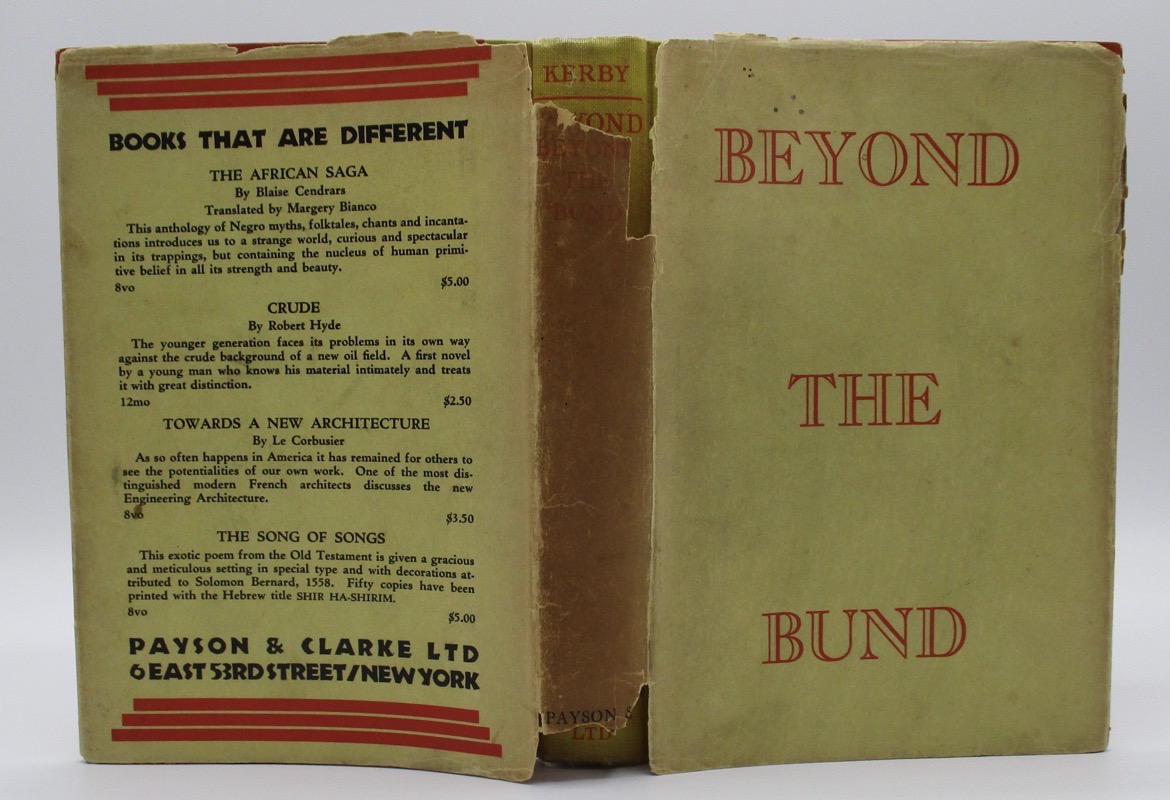 BOOKS THAT ARE DIFFERENT
THE AFRICAN SAGA
By Blaise Cendrars
Translated by Margery Bianco
This anthology of Negro myths, folktales, chants and incanta-
tions introduces us to a strange world, curious and spectacular
in its trappings, but containing the nucleus of human primi-
tive belief in all its strength and beauty.
8vo $5.00
CRUDE
By Robert Hyde
The younger generation faces its problems in its own way
against the crude background of a new oil field. A first novel
by a young man who knows his material intimately and treats
it with great distinction.
12mo $2.50
TOWARDS A NEW ARCHITECTURE
By Le Corbusier
As so often happens in America it has remained for others to
see the potentialities of our own work. One of the most dis-
tinguished modern French architects discusses the new
Engineering Architecture.
8vo $3.50
THE SONG OF SONGS
This exotic poem from the Old Testament is given a gracious
and meticulous setting in special type and with decorations at-
tributed to Solomon Bernard, 1558. Fifty copies have been
printed with the Hebrew title SHIR HA-SHIRIM.
8vo $5.00
PAYSON & CLARKE LTD
6 EAST 53RD STREET/NEW YORK
KERBY
YOND
BEYOND
THE
BUND
PAYSON &
LTD
BEYOND
THE
BUND